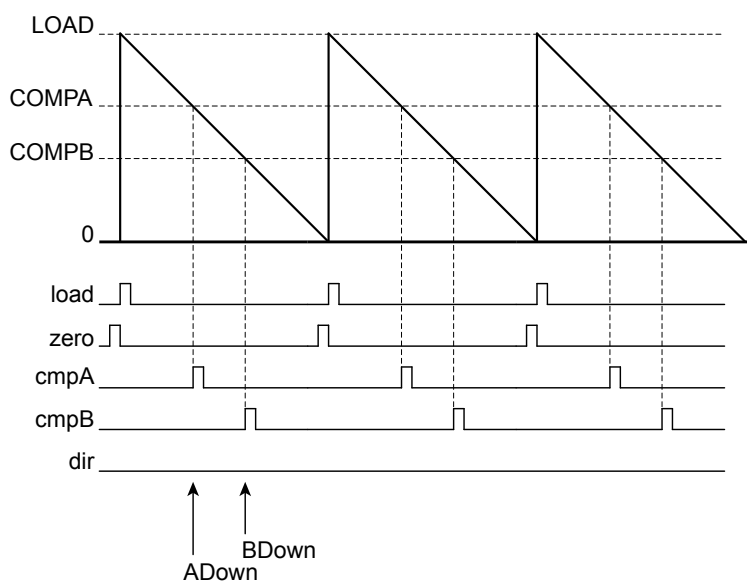 LOAD
COMPA
COMPB
0
load
zero
cmpA
cmpB
dir
BDown
ADown